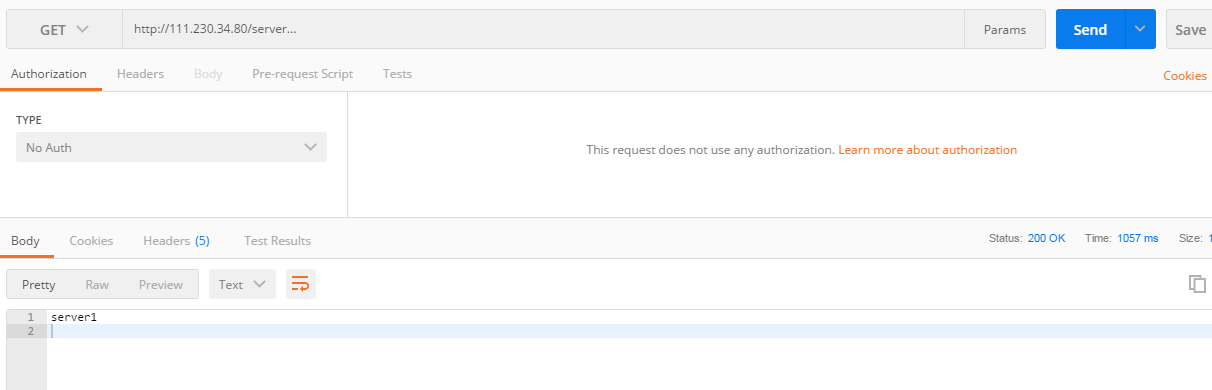 GET http://111.230.34.80/server... Params Send Save
Authorization Headers Body Pre-request Script Tests Cookies
TYPE
No Auth
This request does not use any authorization. Learn more about authorization
Body Cookies Headers (5) Test Results Status: 200 OK Time: 1057 ms Size: 1
Pretty Raw Preview Text
1 server1
2